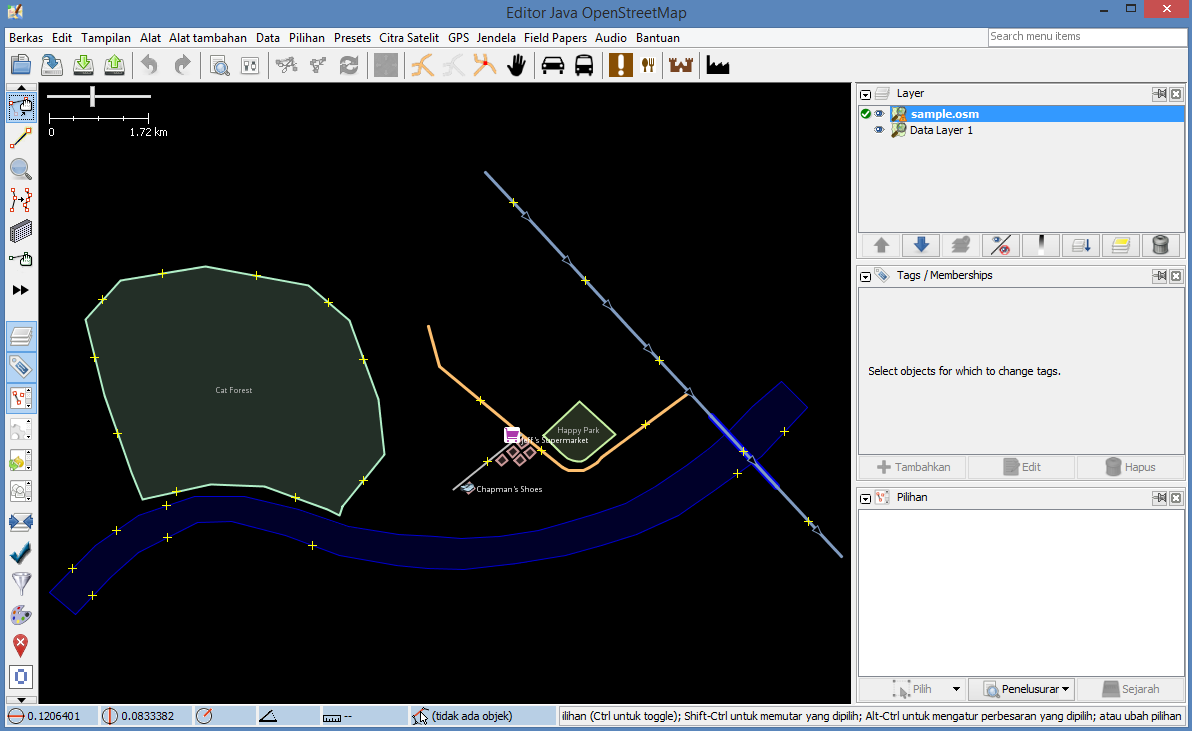 Editor Java OpenStreetMap
Berkas Edit Tampilan Alat Alat tambahan Data Pilihan Presets Citra Satelit GPS Jendela Field Papers Audio Bantuan
Search menu items
0 1.72 km
Cat Forest
Happy Park
Jeff's Supermarket
Chapman's Shoes
Layer
sample.osm
Data Layer 1
Tags / Memberships
Select objects for which to change tags.
Tambahkan Edit Hapus
Pilihan
Pilih Penelusuran Sejarah
0.1206401 0.0833382 -- (tidak ada objek) ilihan (Ctrl untuk toggle); Shift-Ctrl untuk memutar yang dipilih; Alt-Ctrl untuk mengatur perbesaran yang dipilih; atau ubah pilihan